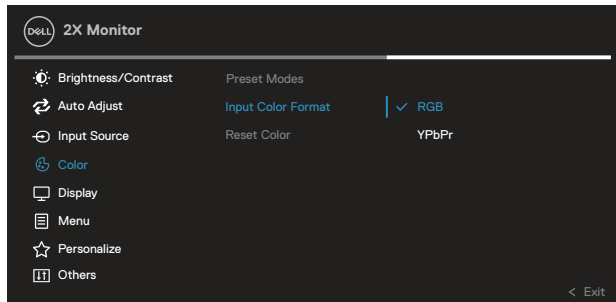 DELL 2X Monitor
Brightness/Contrast Preset Modes
Auto Adjust Input Color Format RGB
Input Source Reset Color YPbPr
Color
Display
Menu
Personalize
Others
< Exit